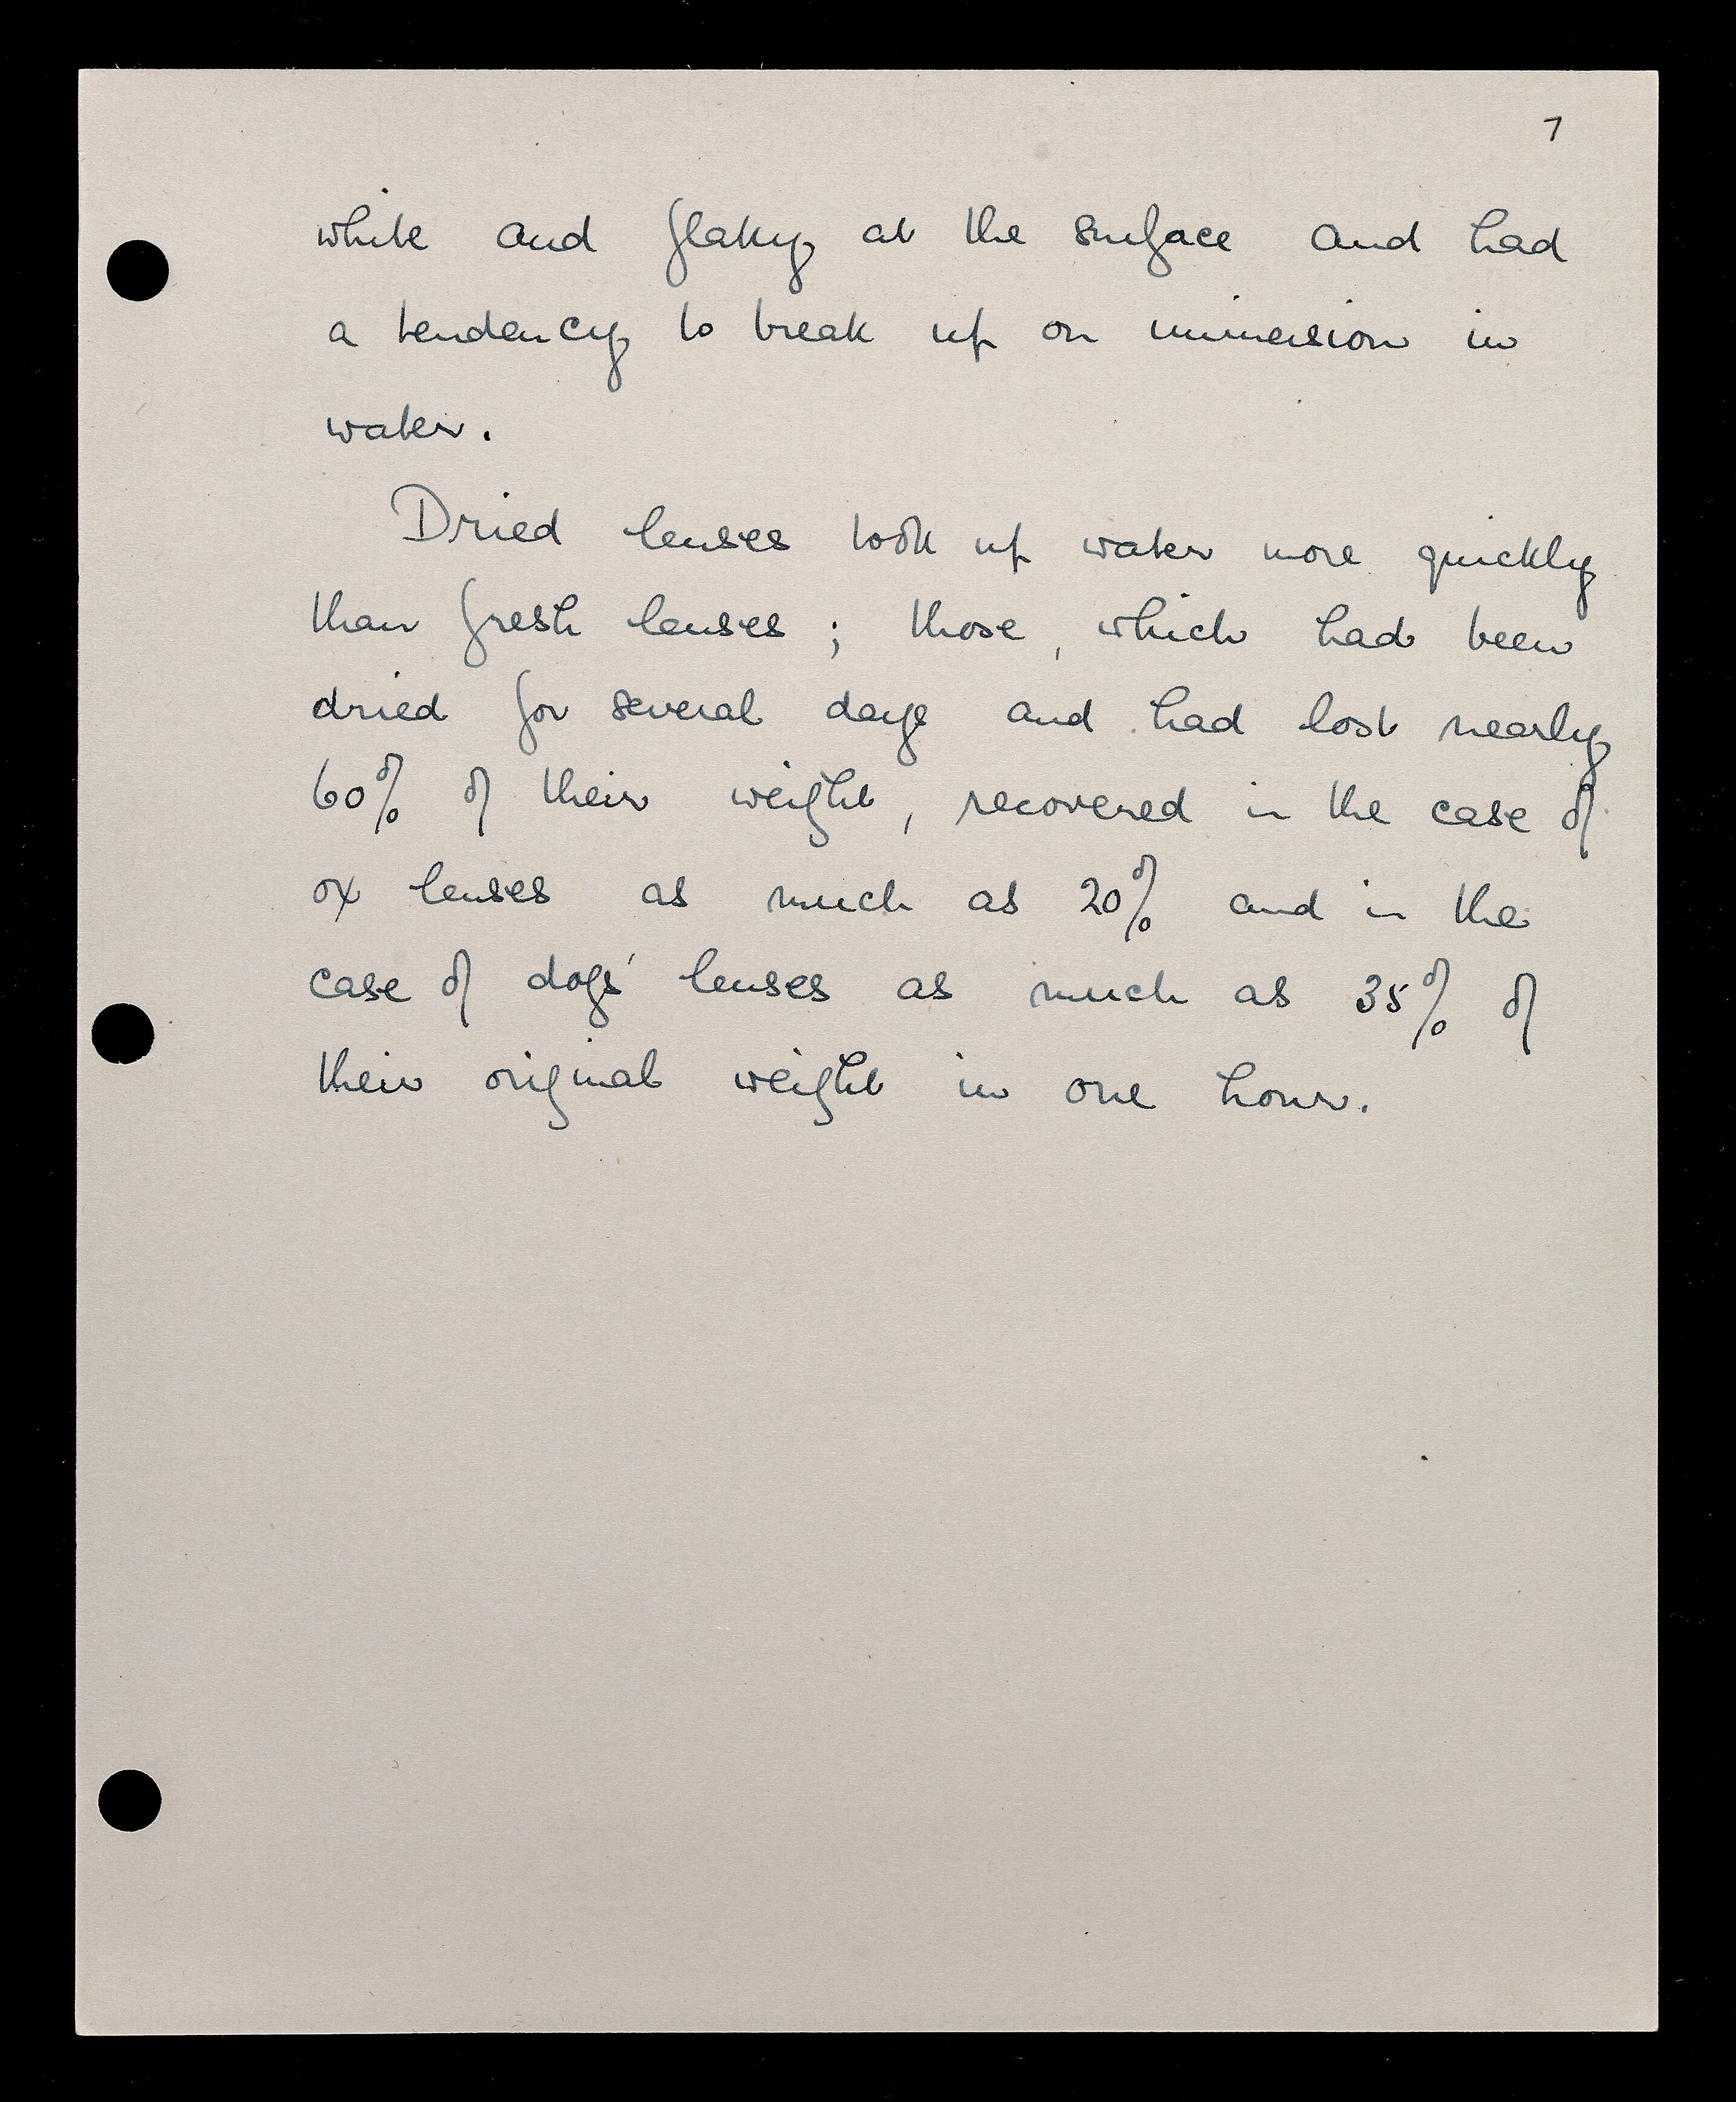 7
white and flaky at the surface and had
a tendency to break up on immersion in
water.
Dried lenses took up water more quickly
than fresh lenses ; those , which had been
dried for several days and had lost nearly
60% of their weight , recovered in the case of
ox lenses as much as 20% and in the
case of dogs' lenses as much as 35% of
their original weight in one hour.